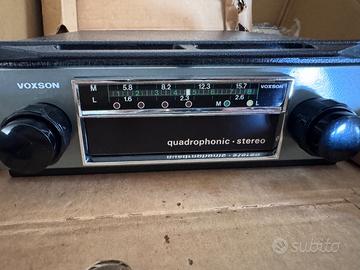 VOXSON
M 5.8 8.2 12.3 15.7 VOXSON
L 1.6 2.3 M 2.6 L
quadrophonic · stereo
subito